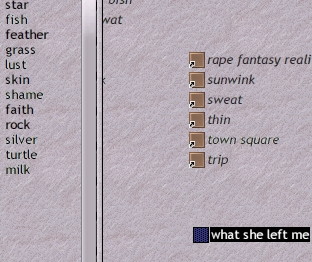 star
fish
feather
grass
lust
skin
shame
faith
rock
silver
turtle
milk
wat
rape fantasy reali
sunwink
sweat
thin
town square
trip
what she left me